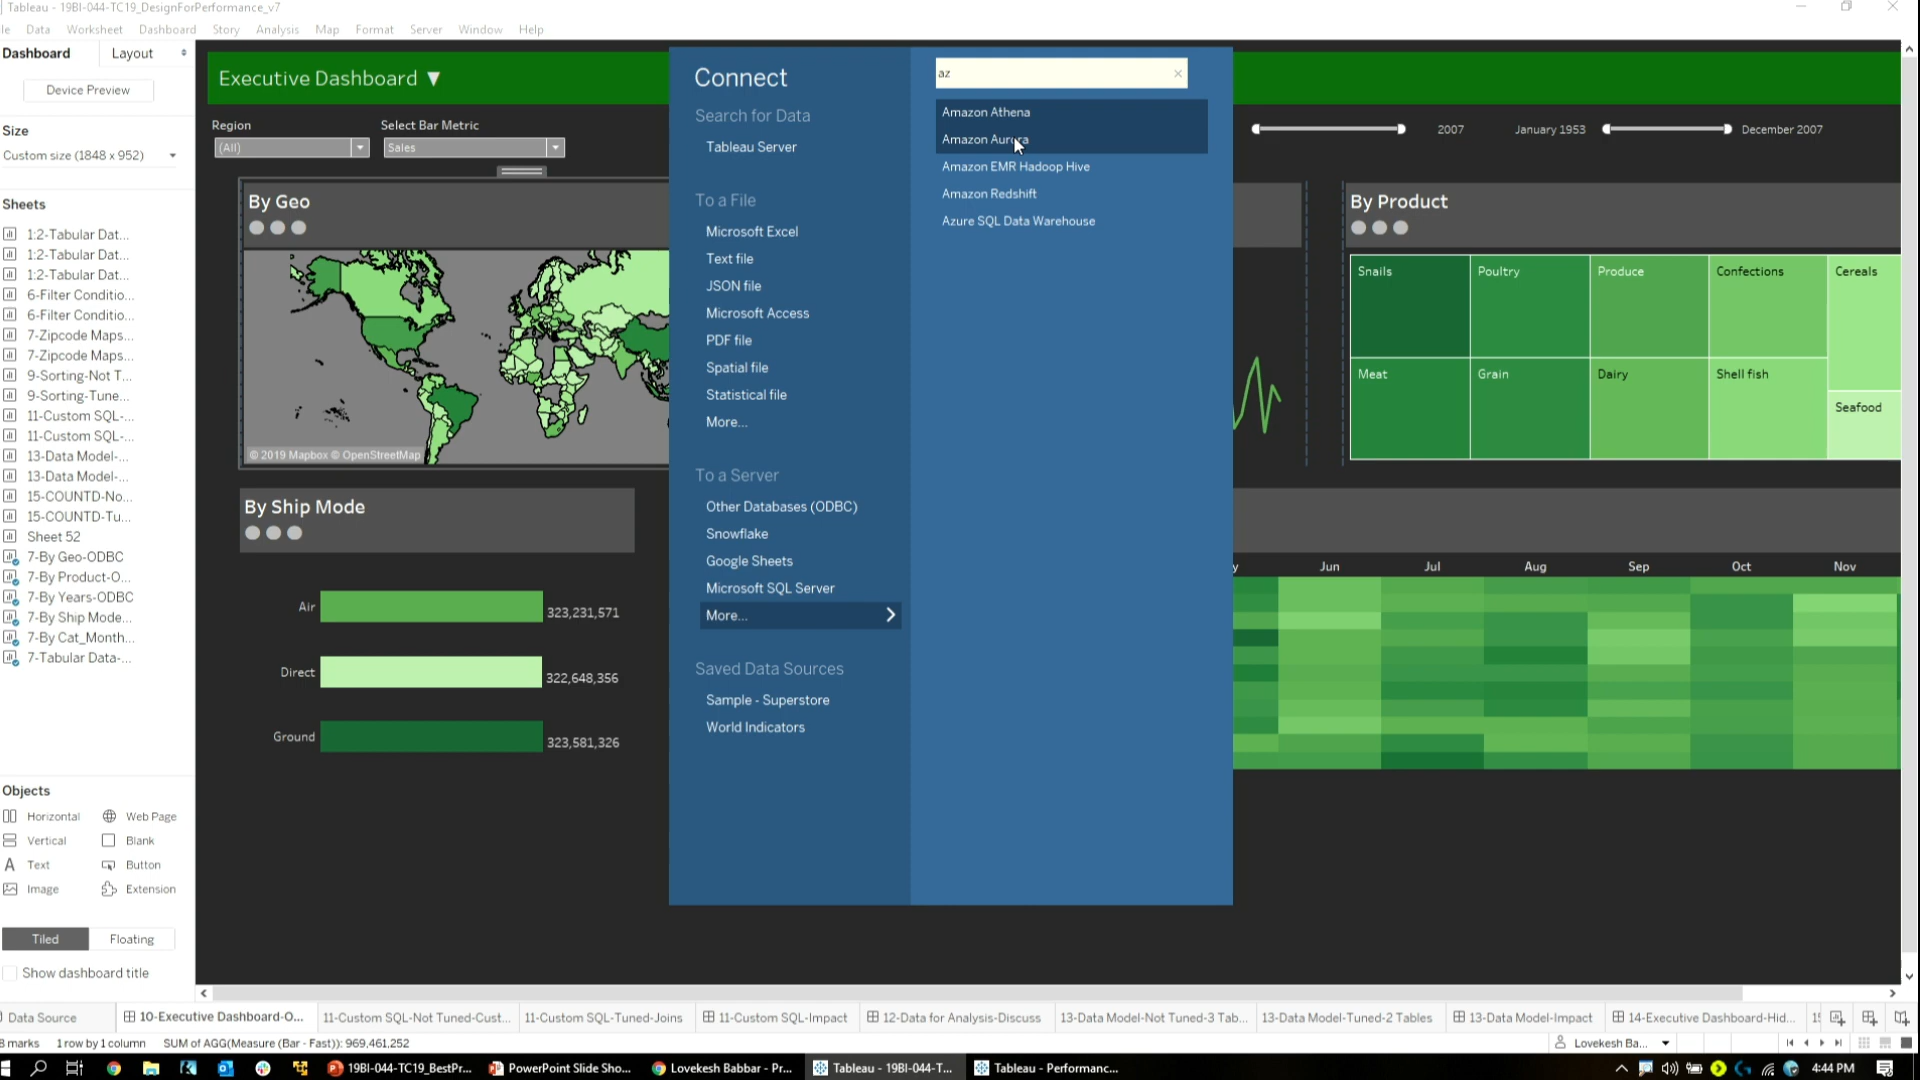 Tableau - 19BI-044-TC19_DesignForPerformance_v7
le Data Worksheet Dashboard Story Analysis Map Format Server Window Help
Dashboard Layout
Device Preview
Size
Custom size (1848 x 952)
Sheets
1:2-Tabular Dat...
1:2-Tabular Dat...
1:2-Tabular Dat...
6-Filter Conditio...
6-Filter Conditio...
7-Zipcode Maps...
7-Zipcode Maps...
9-Sorting-Not T...
9-Sorting-Tune...
11-Custom SQL-...
11-Custom SQL-...
13-Data Model-...
13-Data Model-...
15-COUNTD-No...
15-COUNTD-Tu...
Sheet 52
7-By Geo-ODBC
7-By Product-O...
7-By Years-ODBC
7-By Ship Mode...
7-By Cat_Month...
7-Tabular Data-...
Objects
Horizontal Web Page
Vertical Blank
Text Button
Image Extension
Tiled Floating
Show dashboard title
Executive Dashboard ▼
Region
(All)
Select Bar Metric
Sales
2007
January 1953
December 2007
By Geo
© 2019 Mapbox © OpenStreetMap
By Ship Mode
Air 323,231,571
Direct 322,648,356
Ground 323,581,326
Connect
Search for Data
Tableau Server
To a File
Microsoft Excel
Text file
JSON file
Microsoft Access
PDF file
Spatial file
Statistical file
More...
To a Server
Other Databases (ODBC)
Snowflake
Google Sheets
Microsoft SQL Server
More...
Saved Data Sources
Sample - Superstore
World Indicators
az
Amazon Athena
Amazon Aurora
Amazon EMR Hadoop Hive
Amazon Redshift
Azure SQL Data Warehouse
By Product
Snails Poultry Produce Confections Cereals
Meat Grain Dairy Shell fish
Seafood
y Jun Jul Aug Sep Oct Nov
Data Source 10-Executive Dashboard-O... 11-Custom SQL-Not Tuned-Cust... 11-Custom SQL-Tuned-Joins 11-Custom SQL-Impact 12-Data for Analysis-Discuss 13-Data Model-Not Tuned-3 Tab... 13-Data Model-Tuned-2 Tables 13-Data Model-Impact 14-Executive Dashboard-Hid... 15
8 marks 1 row by 1 column SUM of AGG(Measure (Bar - Fast)): 969,461,252 Lovekesh Ba...
19BI-044-TC19_BestPr... PowerPoint Slide Sho... Lovekesh Babbar - Pr... Tableau - 19BI-044-T... Tableau - Performanc... 4:44 PM